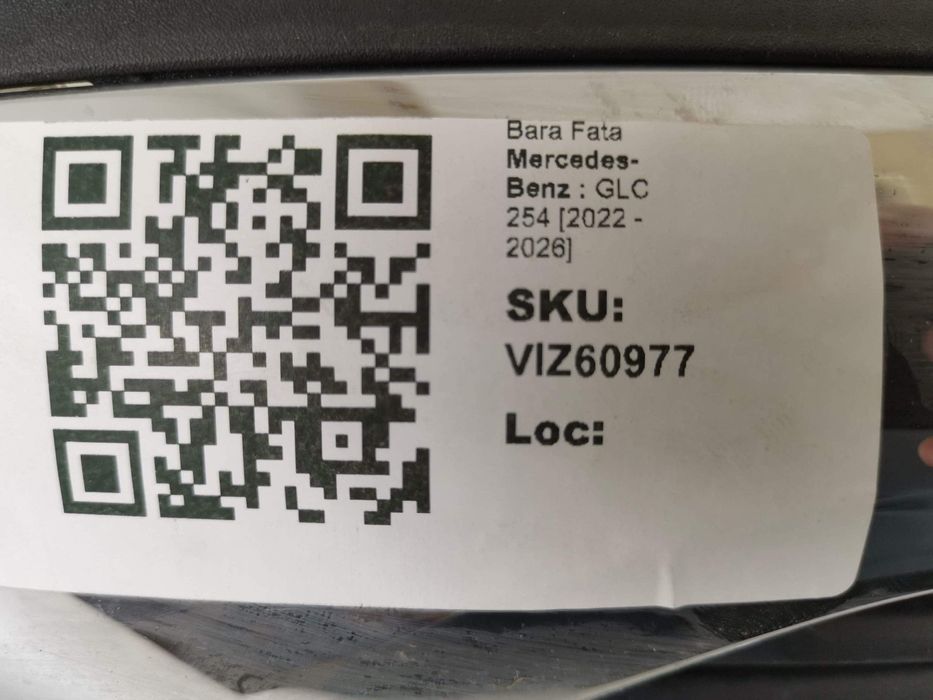 Bara Fata
Mercedes-
Benz : GLC
254 [2022 -
2026]
SKU:
VIZ60977
Loc: